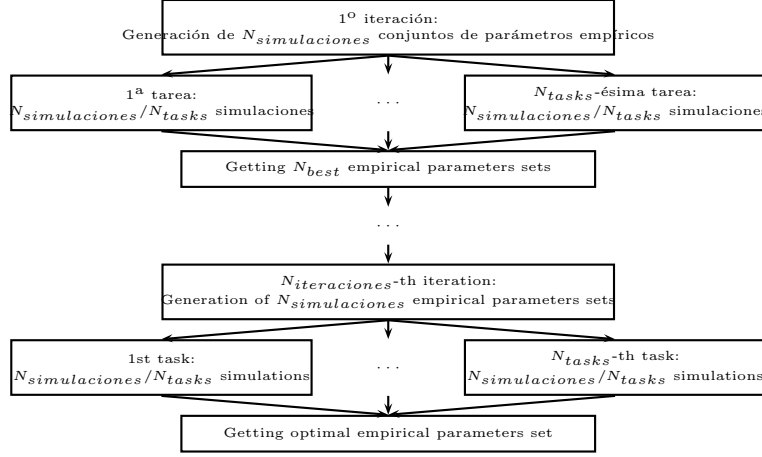 1º iteración:
Generación de N_simulaciones conjuntos de parámetros empíricos
1ª tarea:
N_simulaciones/N_tasks simulaciones
...
N_tasks-ésima tarea:
N_simulaciones/N_tasks simulaciones
Getting N_best empirical parameters sets
...
N_iteraciones-th iteration:
Generation of N_simulaciones empirical parameters sets
1st task:
N_simulaciones/N_tasks simulations
...
N_tasks-th task:
N_simulaciones/N_tasks simulations
Getting optimal empirical parameters set